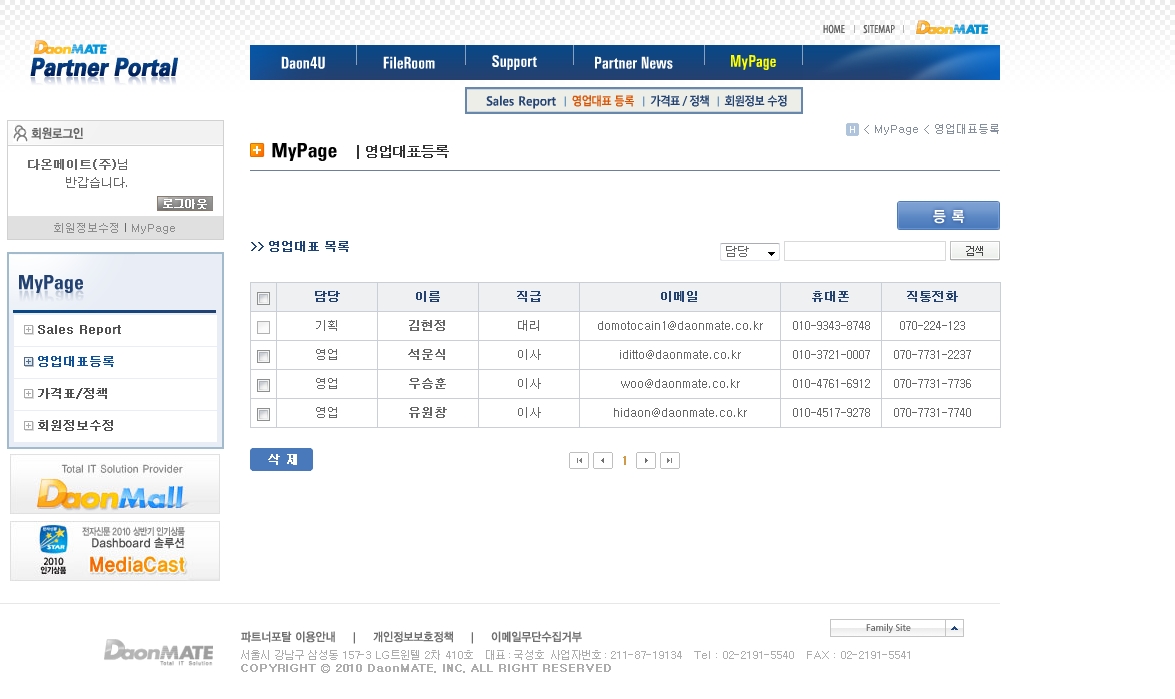 HOME | SITEMAP | DaonMATE
DaonMATE
Partner Portal
Daon4U FileRoom Support Partner News MyPage
Sales Report | 영업대표 등록 | 가격표 / 정책 | 회원정보 수정
회원로그인
다온메이트(주)님
반갑습니다.
로그아웃
회원정보수정 | MyPage
MyPage
Sales Report
영업대표등록
가격표/정책
회원정보수정
Total IT Solution Provider
DaonMall
전자신문 2010 상반기 인기상품
Dashboard 솔루션
MediaCast
전자신문
STAR
2010
인기상품
H < MyPage < 영업대표등록
MyPage | 영업대표등록
등 록
>> 영업대표 목록
담당 검색
담당 이름 직급 이메일 휴대폰 직통전화
기획 김현정 대리 domotocain1@daonmate.co.kr 010-9343-8748 070-224-123
영업 석운식 이사 iditto@daonmate.co.kr 010-3721-0007 070-7731-2237
영업 우승훈 이사 woo@daonmate.co.kr 010-4761-6912 070-7731-7736
영업 유원창 이사 hidaon@daonmate.co.kr 010-4517-9278 070-7731-7740
삭 제
1
DaonMATE
Total IT Solution
파트너포탈 이용안내 | 개인정보보호정책 | 이메일무단수집거부
Family Site
서울시 강남구 삼성동 157-3 LG트윈텔 2차 410호 대표 : 국성호 사업자번호 : 211-87-19134 Tel : 02-2191-5540 FAX : 02-2191-5541
COPYRIGHT © 2010 DaonMATE, INC, ALL RIGHT RESERVED